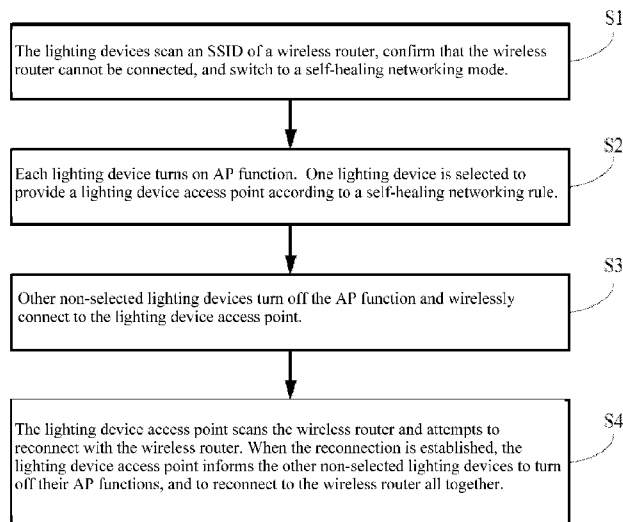 S1
The lighting devices scan an SSID of a wireless router, confirm that the wireless
router cannot be connected, and switch to a self-healing networking mode.
S2
Each lighting device turns on AP function. One lighting device is selected to
provide a lighting device access point according to a self-healing networking rule.
S3
Other non-selected lighting devices turn off the AP function and wirelessly
connect to the lighting device access point.
S4
The lighting device access point scans the wireless router and attempts to
reconnect with the wireless router. When the reconnection is established, the
lighting device access point informs the other non-selected lighting devices to turn
off their AP functions, and to reconnect to the wireless router all together.